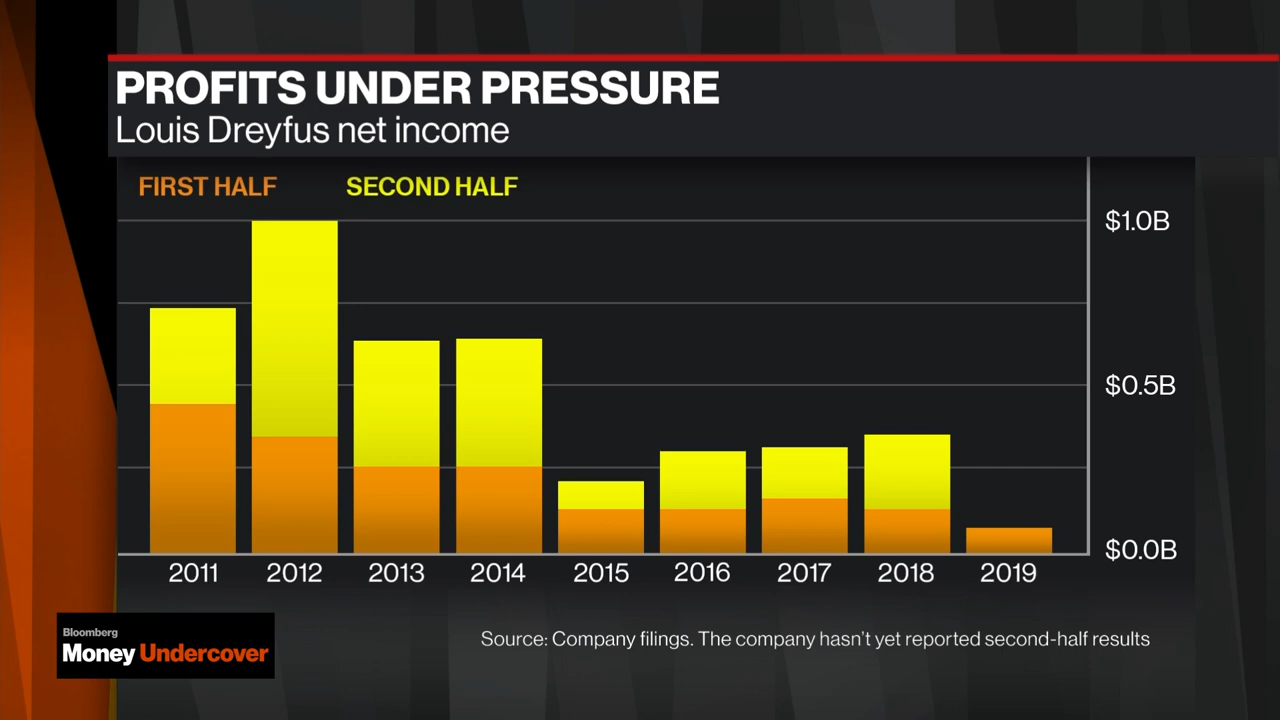 PROFITS UNDER PRESSURE
Louis Dreyfus net income
FIRST HALF SECOND HALF
$1.0B
$0.5B
$0.0B
2011 2012 2013 2014 2015 2016 2017 2018 2019
Bloomberg
Money Undercover
Source: Company filings. The company hasn't yet reported second-half results